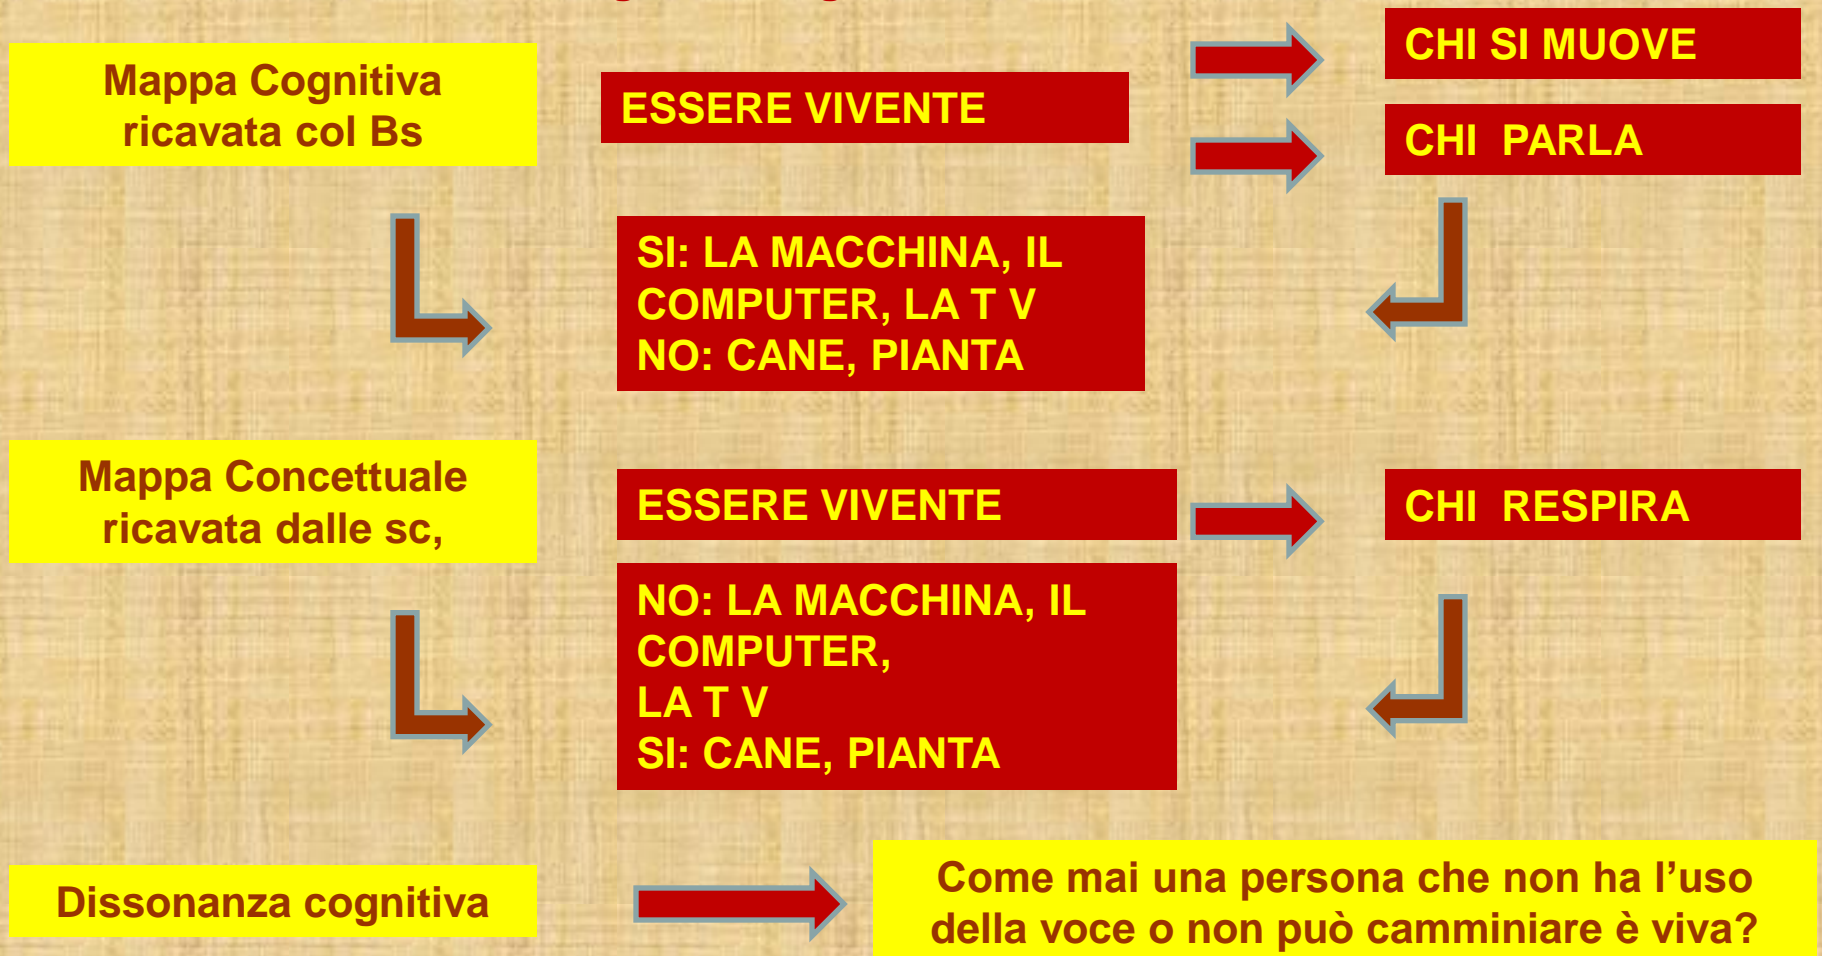 Mappa Cognitiva
ricavata col Bs
ESSERE VIVENTE
CHI SI MUOVE
CHI PARLA
SI: LA MACCHINA, IL
COMPUTER, LA T V
NO: CANE, PIANTA
Mappa Concettuale
ricavata dalle sc,
ESSERE VIVENTE
CHI RESPIRA
NO: LA MACCHINA, IL
COMPUTER,
LA T V
SI: CANE, PIANTA
Dissonanza cognitiva
Come mai una persona che non ha l’uso
della voce o non può camminiare è viva?